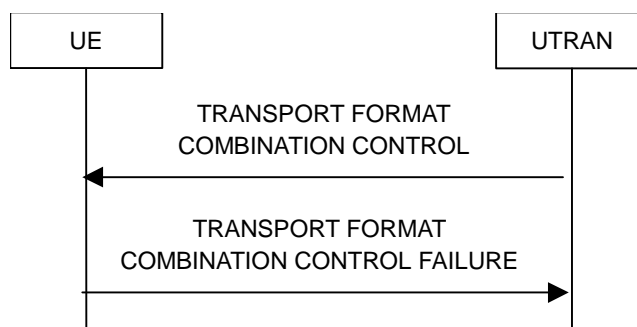 UE
UTRAN
TRANSPORT FORMAT
COMBINATION CONTROL
TRANSPORT FORMAT
COMBINATION CONTROL FAILURE